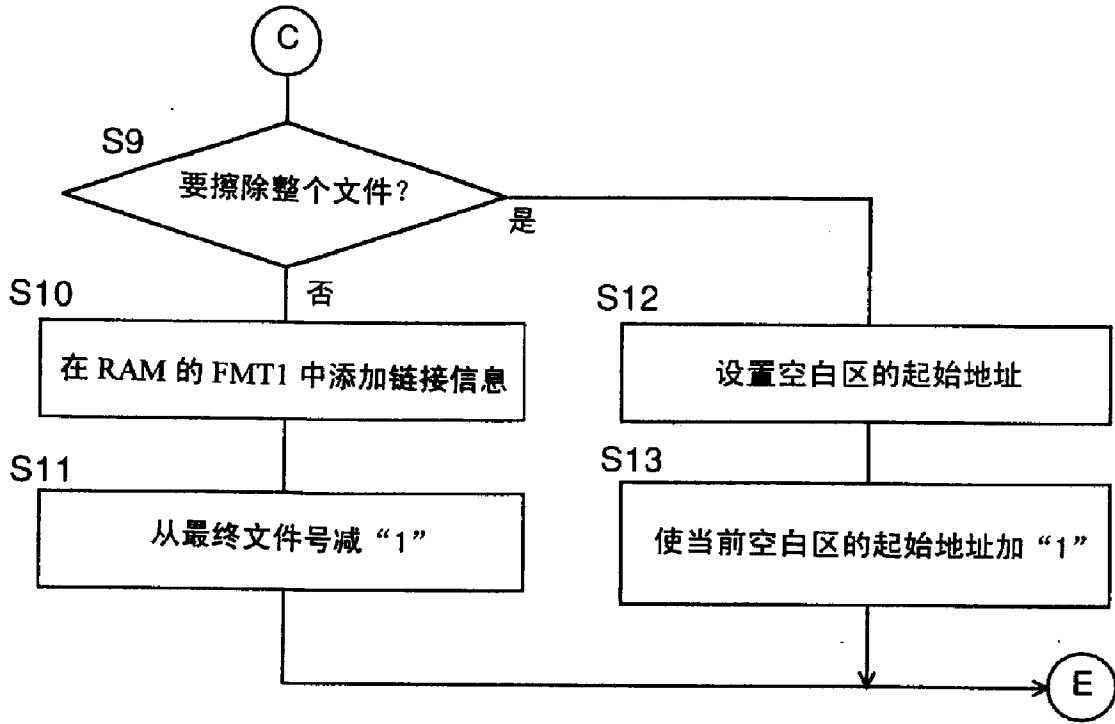 C
S9
要擦除整个文件?
是
否
S10
在 RAM 的 FMT1 中添加链接信息
S12
设置空白区的起始地址
S11
从最终文件号减“1”
S13
使当前空白区的起始地址加“1”
E